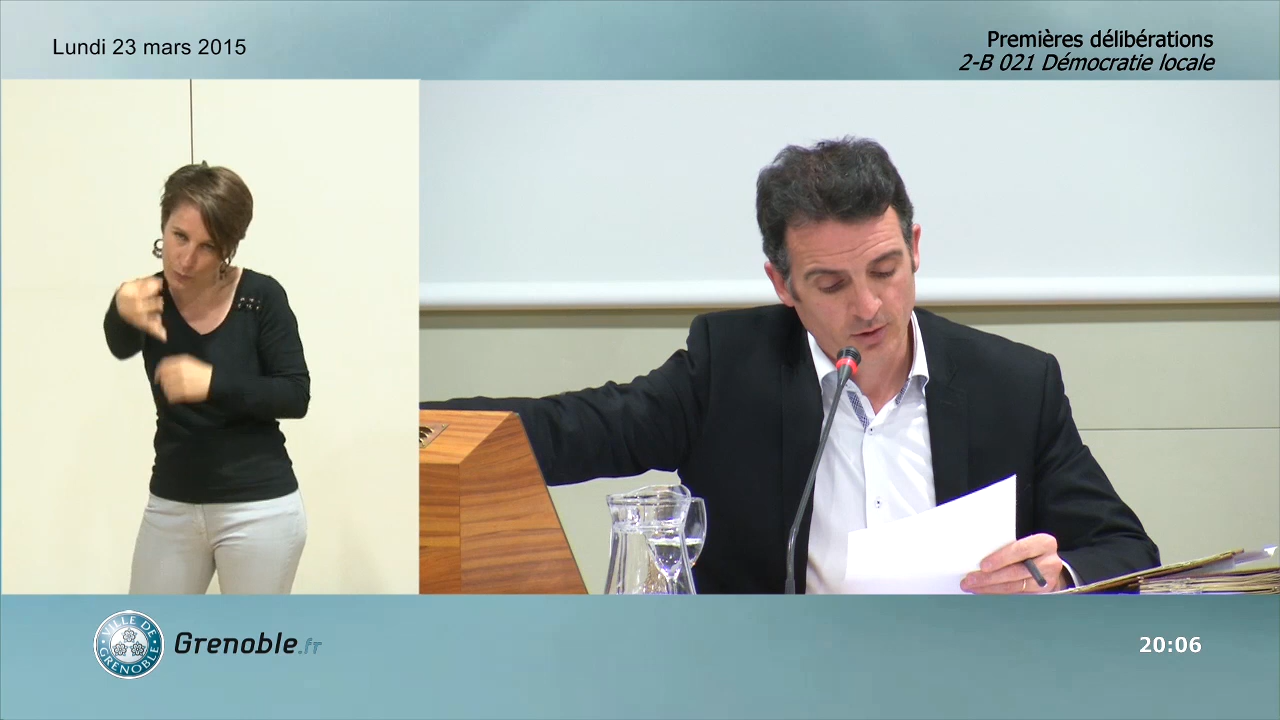 Lundi 23 mars 2015
Premières délibérations
2-B 021 Démocratie locale
VILLE DE
GRENOBLE
Grenoble.fr
20:06